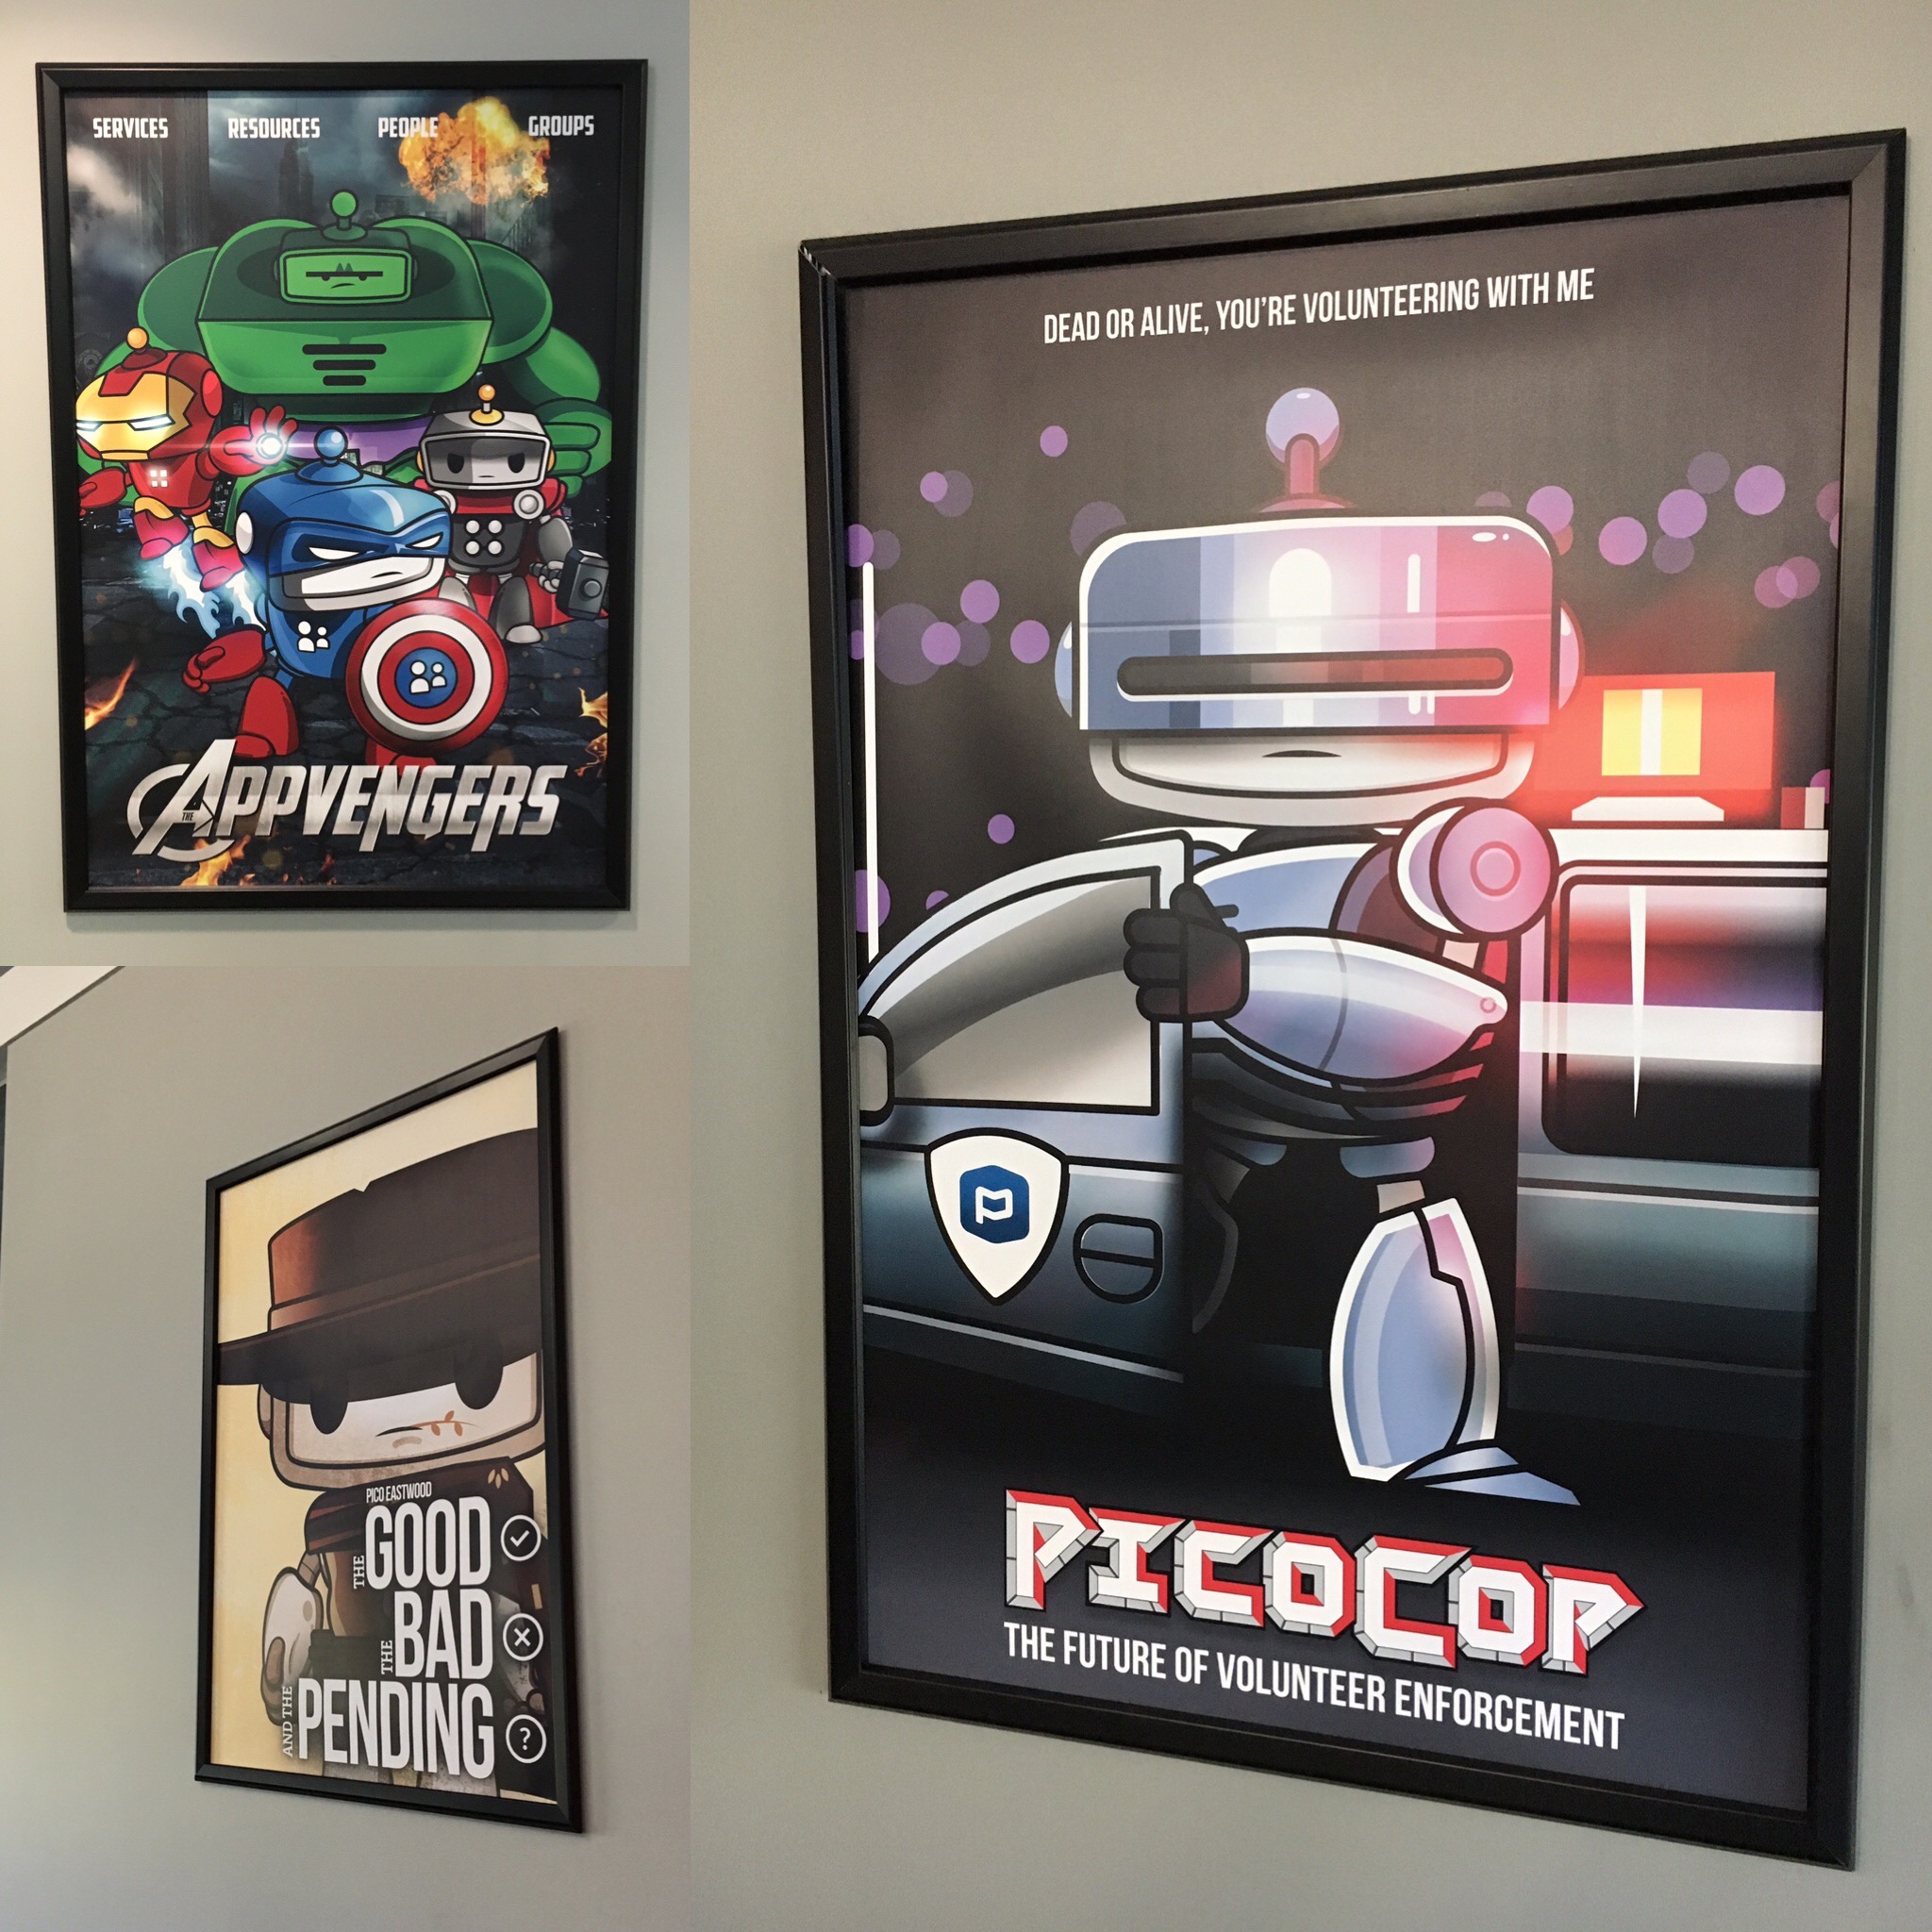 SERVICES RESOURCES PEOPLE GROUPS
THE APPVENGERS
PICO EASTWOOD
THE GOOD
THE BAD
AND THE PENDING ?
DEAD OR ALIVE, YOU'RE VOLUNTEERING WITH ME
P
PICOCOP
THE FUTURE OF VOLUNTEER ENFORCEMENT